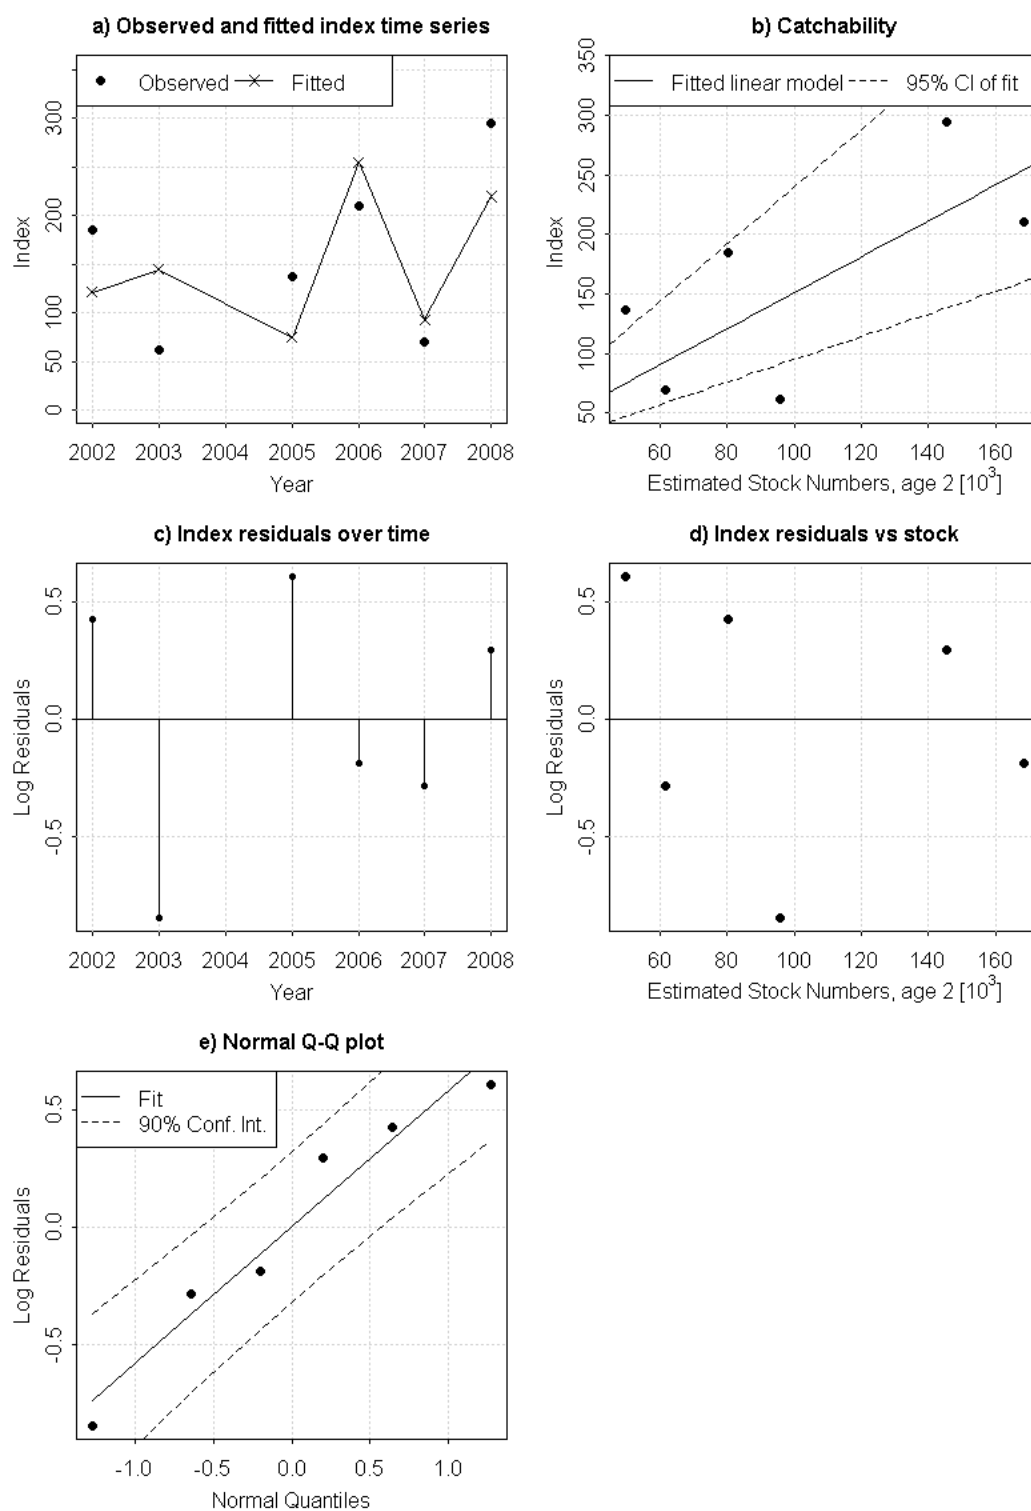 a) Observed and fitted index time series
Observed
Fitted
Index
0
50
100
200
300
2002 2003 2004 2005 2006 2007 2008
Year
b) Catchability
Fitted linear model
95% CI of fit
Index
50 100 150 200 250 300 350
60 80 100 120 140 160
Estimated Stock Numbers, age 2 [10³]
c) Index residuals over time
Log Residuals
-0.5 0.0 0.5
2002 2003 2004 2005 2006 2007 2008
Year
d) Index residuals vs stock
Log Residuals
-0.5 0.0 0.5
60 80 100 120 140 160
Estimated Stock Numbers, age 2 [10³]
e) Normal Q-Q plot
Fit
90% Conf. Int.
Log Residuals
-0.5 0.0 0.5
-1.0 -0.5 0.0 0.5 1.0
Normal Quantiles